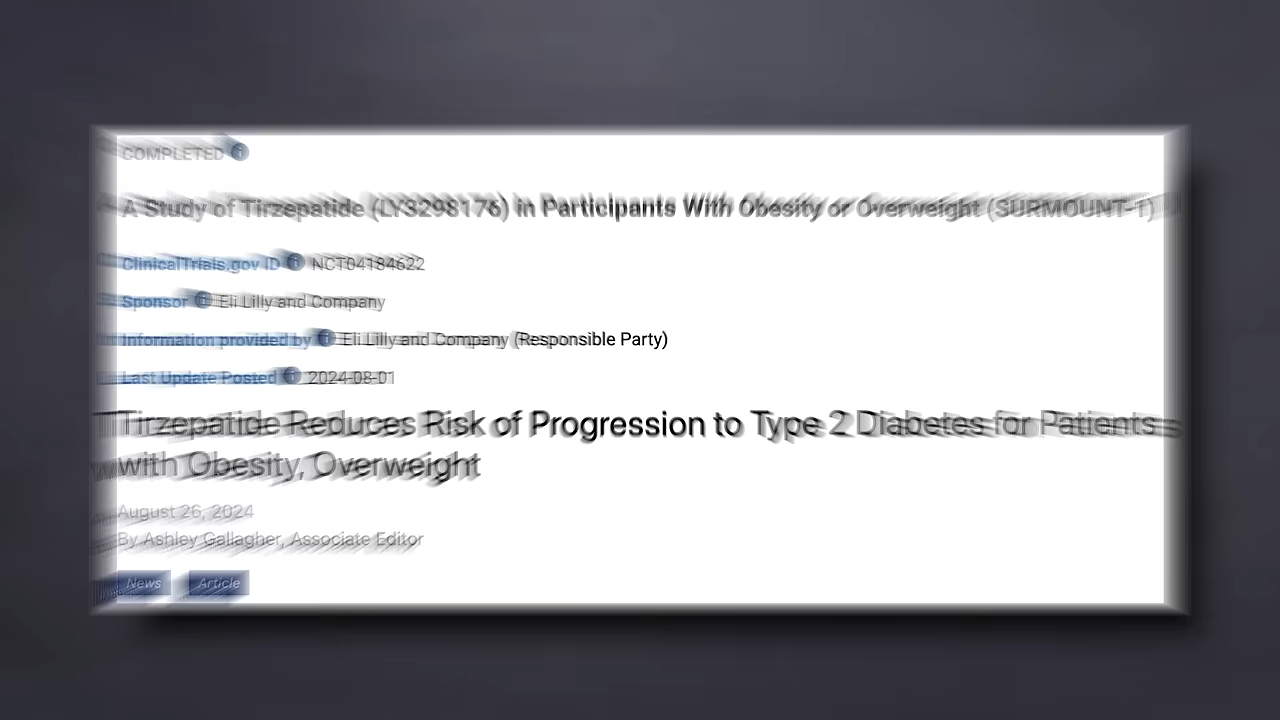 COMPLETED
A Study of Tirzepatide (LY3298176) in Participants With Obesity or Overweight (SURMOUNT-1)
ClinicalTrials.gov ID NCT04184622
Sponsor Eli Lilly and Company
Information provided by Eli Lilly and Company (Responsible Party)
Last Update Posted 2024-08-01
Tirzepatide Reduces Risk of Progression to Type 2 Diabetes for Patients
with Obesity, Overweight
August 26, 2024
By Ashley Gallagher, Associate Editor
News Article